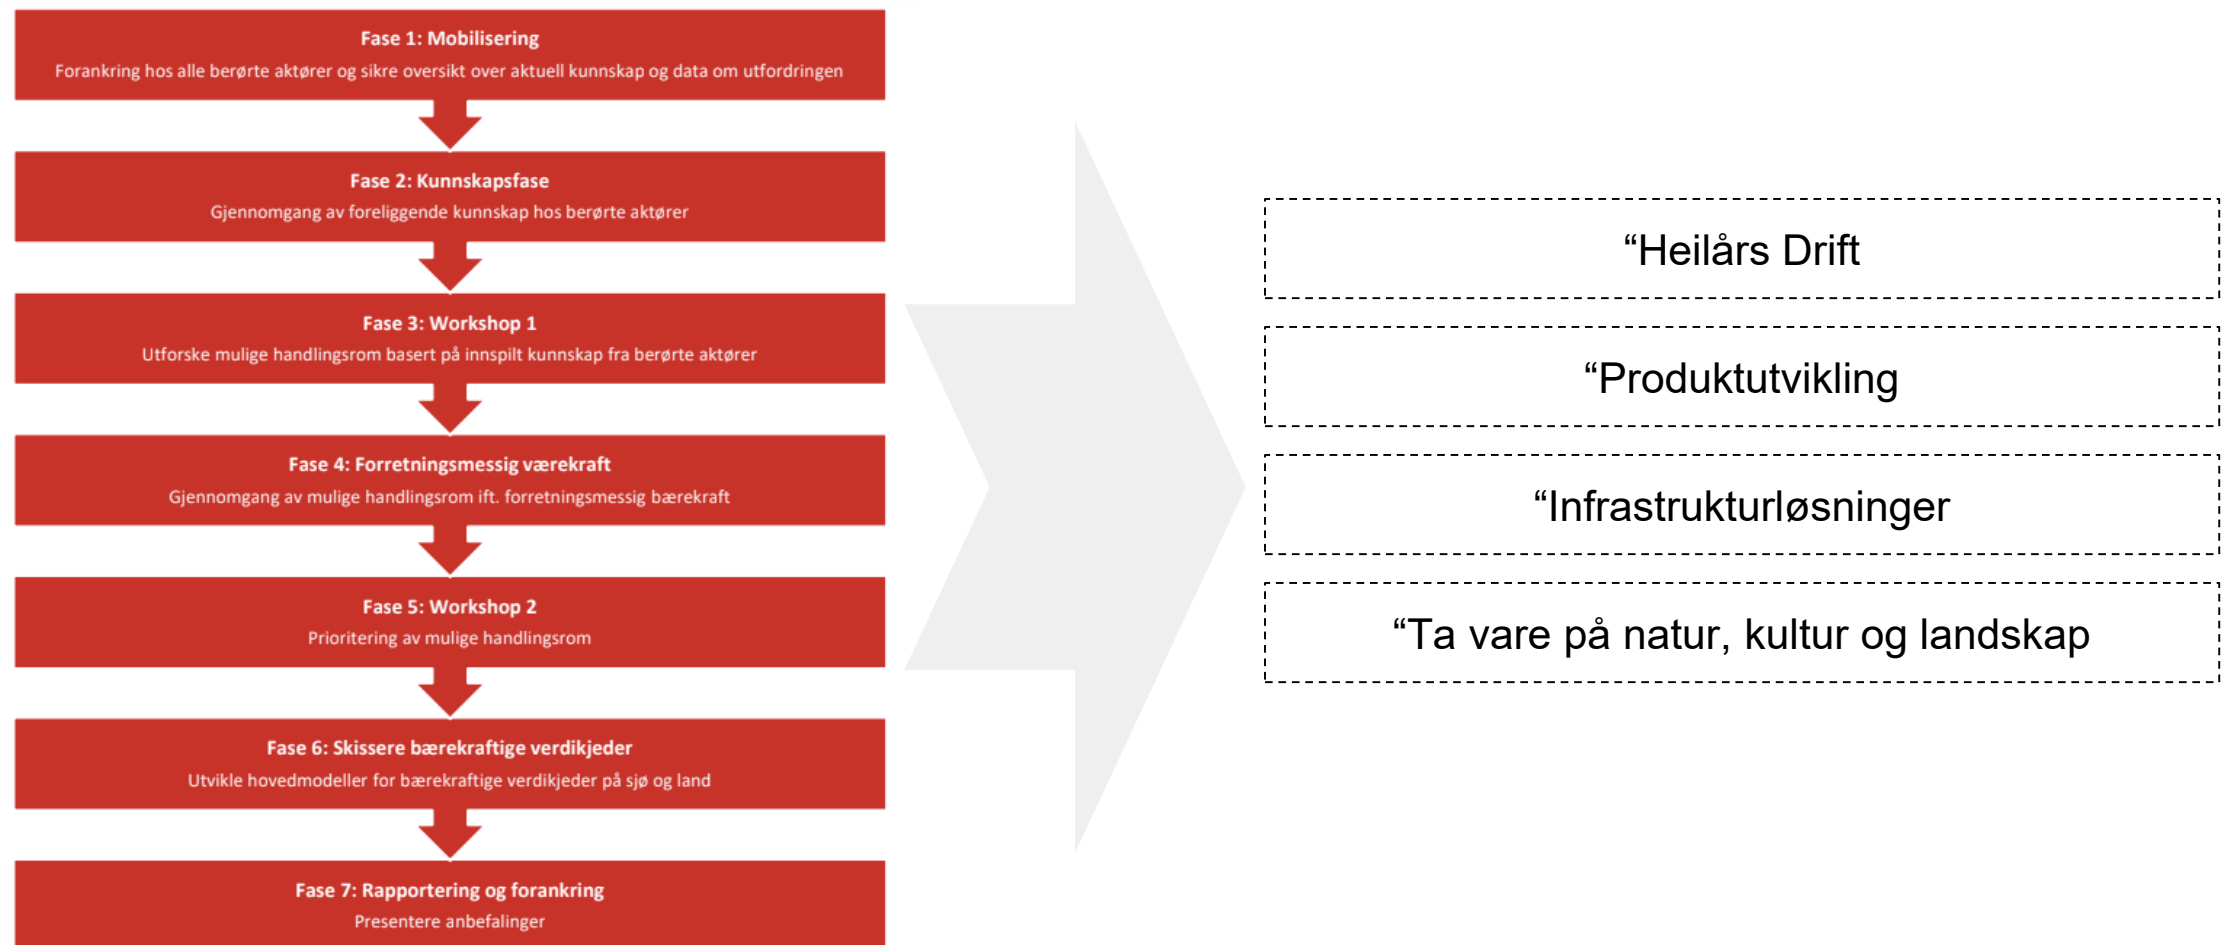 Fase 1: Mobilisering
Forankring hos alle berørte aktører og sikre oversikt over aktuell kunnskap og data om utfordringen
Fase 2: Kunnskapsfase
Gjennomgang av foreliggende kunnskap hos berørte aktører
Fase 3: Workshop 1
Utforske mulige handlingsrom basert på innspilt kunnskap fra berørte aktører
Fase 4: Forretningsmessig værekraft
Gjennomgang av mulige handlingsrom ift. forretningsmessig bærekraft
Fase 5: Workshop 2
Prioritering av mulige handlingsrom
Fase 6: Skissere bærekraftige verdikjeder
Utvikle hovedmodeller for bærekraftige verdikjeder på sjø og land
Fase 7: Rapportering og forankring
Presentere anbefalinger
“Heilårs Drift
“Produktutvikling
“Infrastrukturløsninger
“Ta vare på natur, kultur og landskap